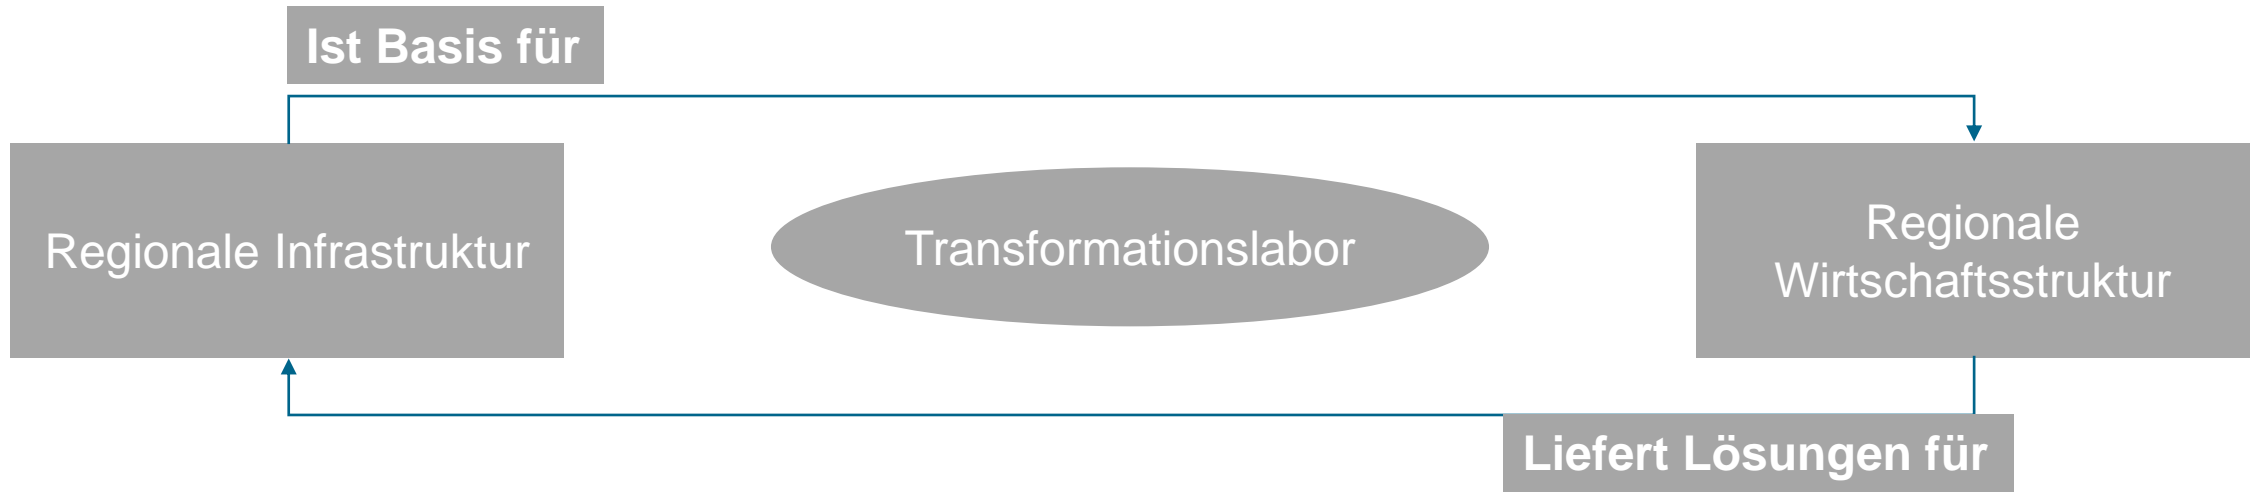 Ist Basis für
Regionale Infrastruktur
Transformationslabor
Regionale
Wirtschaftsstruktur
Liefert Lösungen für